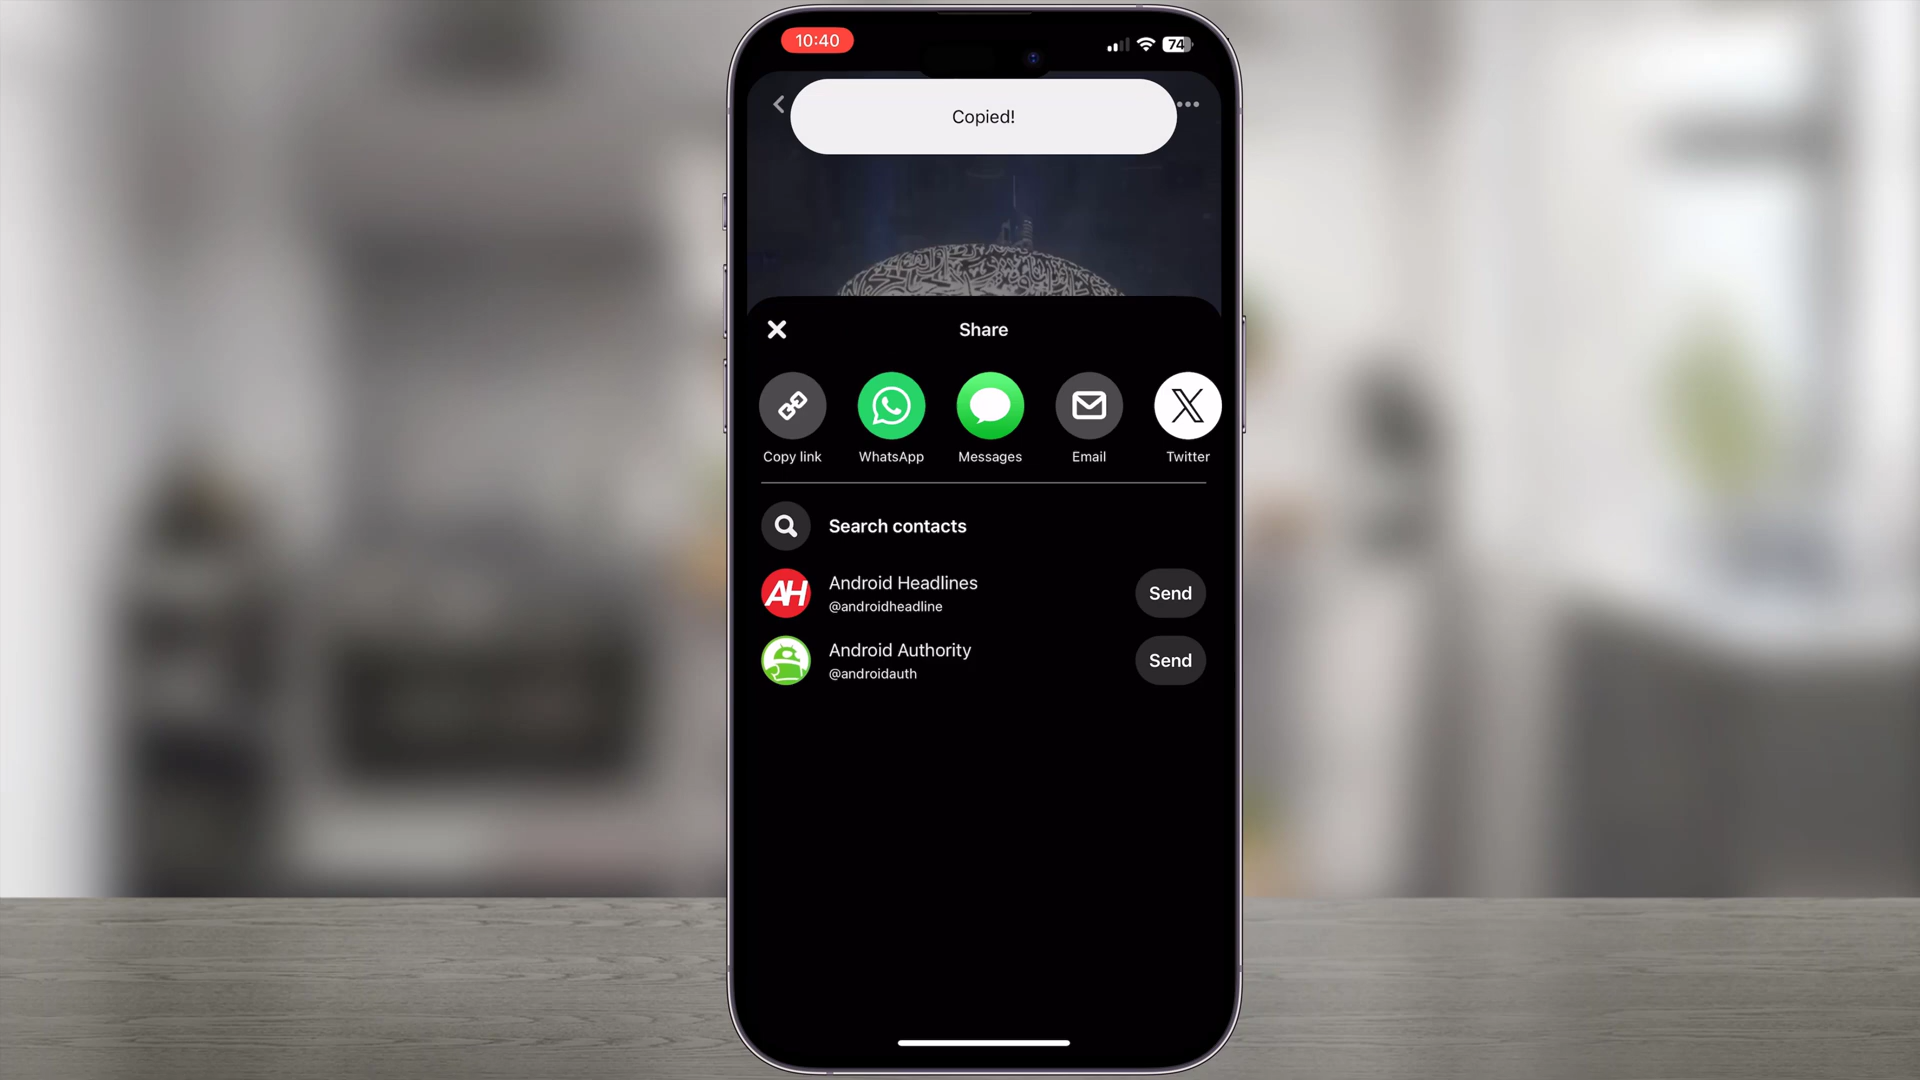 10:40
74
Copied!
Share
Copy link
WhatsApp
Messages
Email
Twitter
Search contacts
AH
Android Headlines
@androidheadline
Send
Android Authority
@androidauth
Send